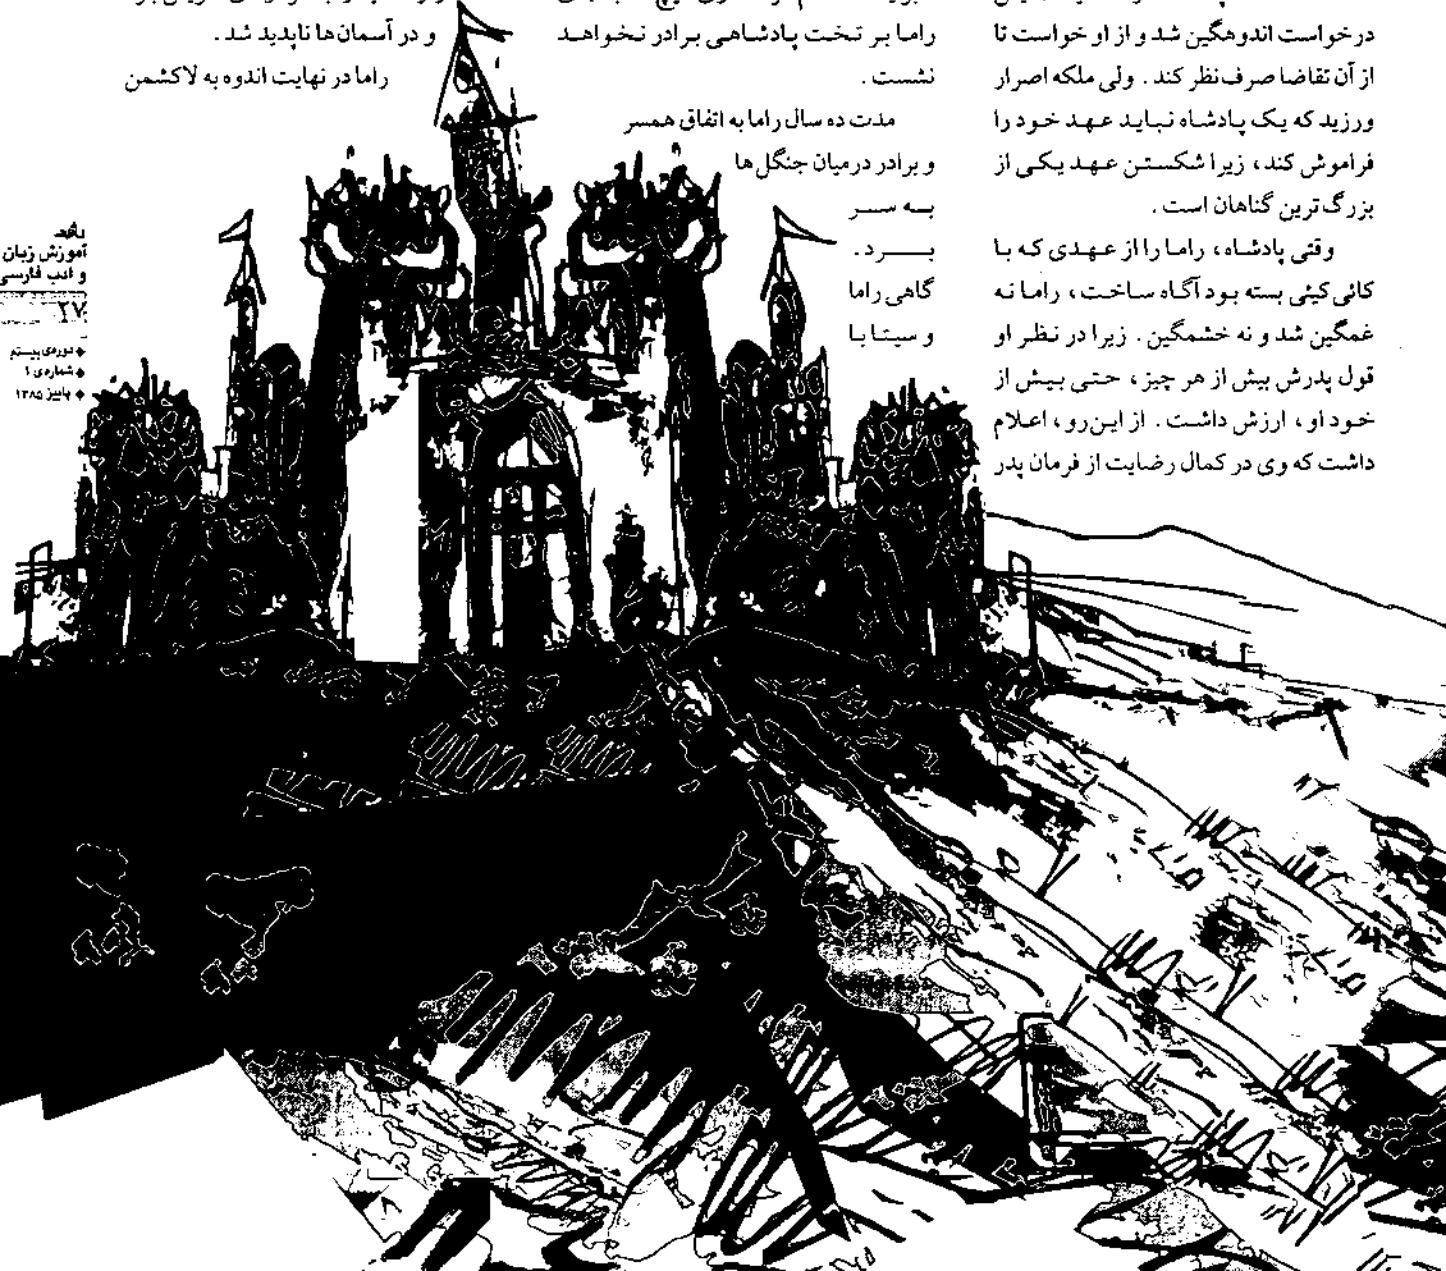 درخواست اندوهگین شد و از او خواست تا
از آن تقاضا صرف‌نظر کند . ولی ملکه اصرار
ورزید که یک پادشاه نباید عهد خود را
فراموش کند، زیرا شکستن عهد یکی از
بزرگ‌ترین گناهان است .
وقتی پادشاه، راما را از عهدی که با
کائی‌کیئی بسته بود آگاه ساخت، راما نه
غمگین شد و نه خشمگین . زیرا در نظر او
قول پدرش بیش از هر چیز، حتی بیش از
خود او، ارزش داشت . از این‌رو، اعلام
داشت که وی در کمال رضایت از فرمان پدر
راما بر تخت پادشاهی برادر نخواهد
نشست .
مدت ده سال راما به اتفاق همسر
و برادر در میان جنگل‌ها
به سر
برد .
گاهی راما
و سیتا با
و در آسمان‌ها ناپدید شد .
راما در نهایت اندوه به لاکشمن
رشد
آموزش زبان
و ادب فارسی
۲۷
دوره‌ی بیستم
شماره‌ی ۱
پاییز ۱۳۸۵